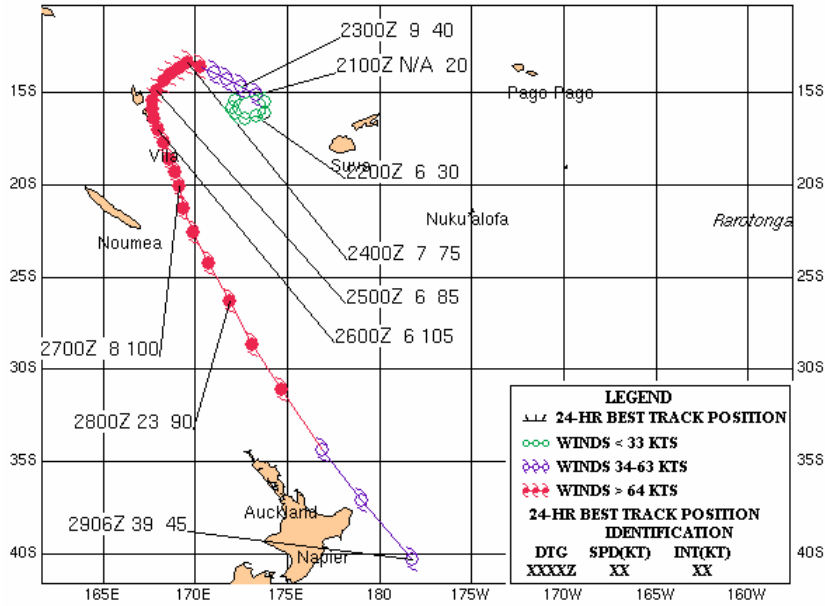 2300Z 9 40
2100Z N/A 20
15S
15S
Pago Pago
Vila
Suva
2200Z 6 30
20S
20S
Nuku'alofa
Rarotonga
Noumea
2400Z 7 75
25S
25S
2500Z 6 85
2600Z 6 105
2700Z 8 100
30S
30S
2800Z 23 90
LEGEND
24-HR BEST TRACK POSITION
WINDS < 33 KTS
35S
35S
WINDS 34-63 KTS
WINDS > 64 KTS
Auckland
24-HR BEST TRACK POSITION
2906Z 39 45
IDENTIFICATION
40S
Napier
DTG SPD(KT) INT(KT)
40S
XXXXZ XX XX
165E 170E 175E 180 175W 170W 165W 160W